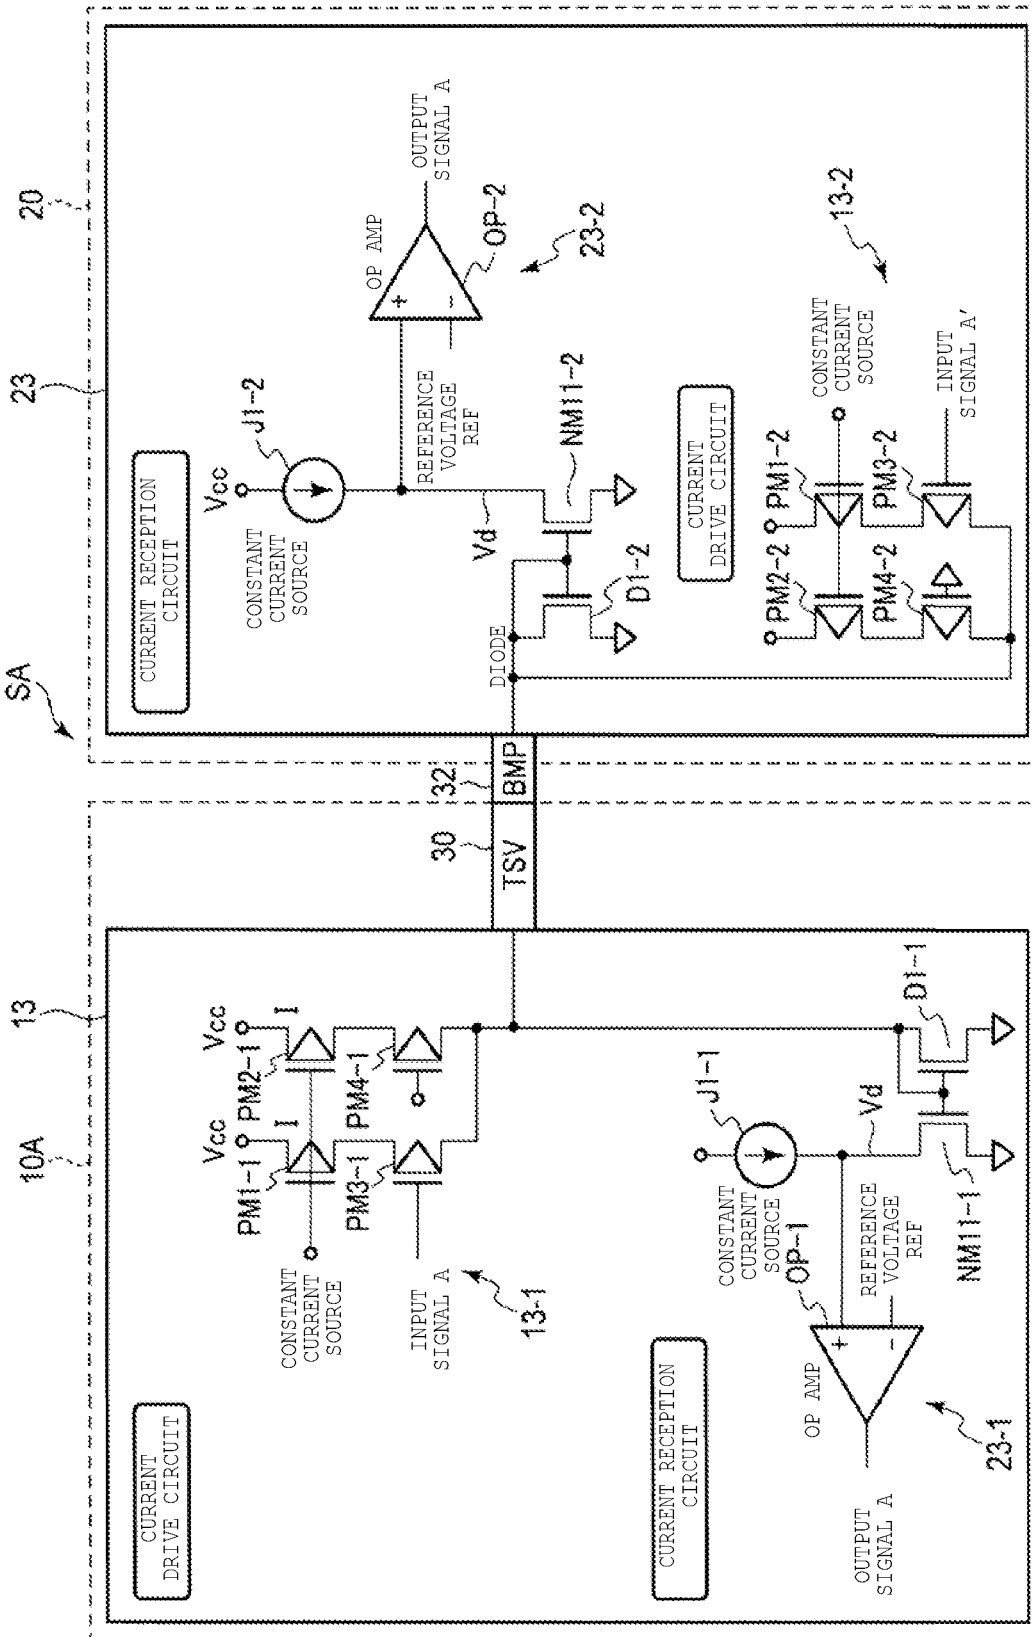 SA
10A
13
CURRENT
DRIVE CIRCUIT
Vcc
Vcc
PM1-1
PM2-1
I
I
CONSTANT
CURRENT
SOURCE
PM3-1
PM4-1
INPUT
SIGNAL A
13-1
30
TSV
32
BMP
CURRENT RECEPTION
CIRCUIT
J1-1
CONSTANT
CURRENT
SOURCE
OP-1
OP AMP
+
-
Vd
REFERENCE
VOLTAGE
REF
OUTPUT
SIGNAL A
NM11-1
D1-1
23-1
20
23
CURRENT RECEPTION
CIRCUIT
Vcc
J1-2
CONSTANT
CURRENT
SOURCE
OP AMP
+
-
OUTPUT
SIGNAL A
OP-2
REFERENCE
VOLTAGE
REF
23-2
Vd
NM11-2
DIODE
D1-2
CURRENT
DRIVE CIRCUIT
13-2
CONSTANT
CURRENT
SOURCE
PM2-2
PM1-2
PM4-2
PM3-2
INPUT
SIGNAL A'